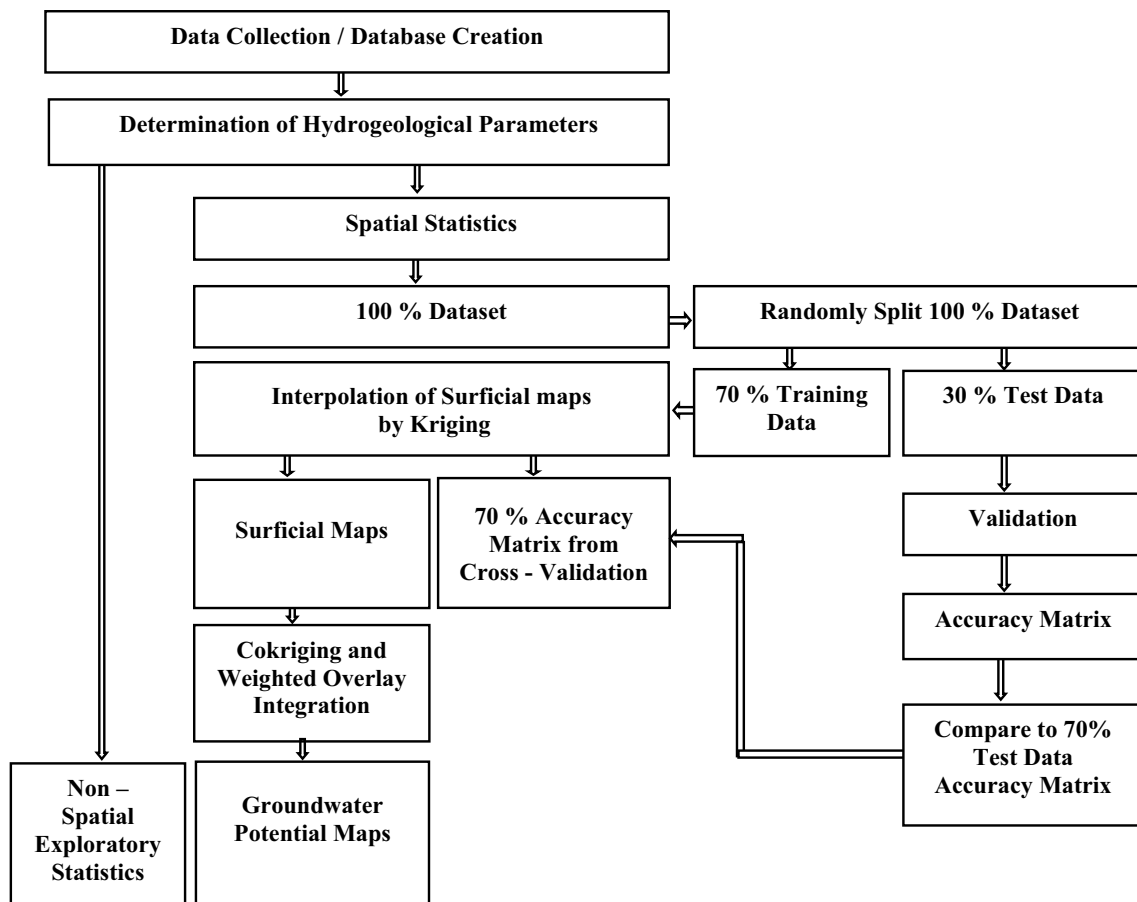 Data Collection / Database Creation
Determination of Hydrogeological Parameters
Spatial Statistics
100 % Dataset
Randomly Split 100 % Dataset
Interpolation of Surficial maps
by Kriging
70 % Training
Data
30 % Test Data
Surficial Maps
70 % Accuracy
Matrix from
Cross - Validation
Validation
Accuracy Matrix
Cokriging and
Weighted Overlay
Integration
Compare to 70%
Test Data
Accuracy Matrix
Non –
Spatial
Exploratory
Statistics
Groundwater
Potential Maps